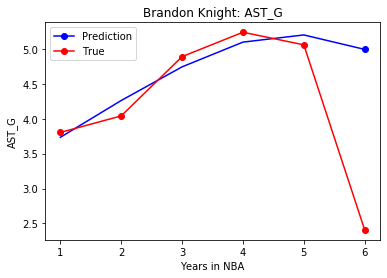 Brandon Knight: AST_G
Prediction
True
AST_G
5.0
4.5
4.0
3.5
3.0
2.5
1 2 3 4 5 6
Years in NBA